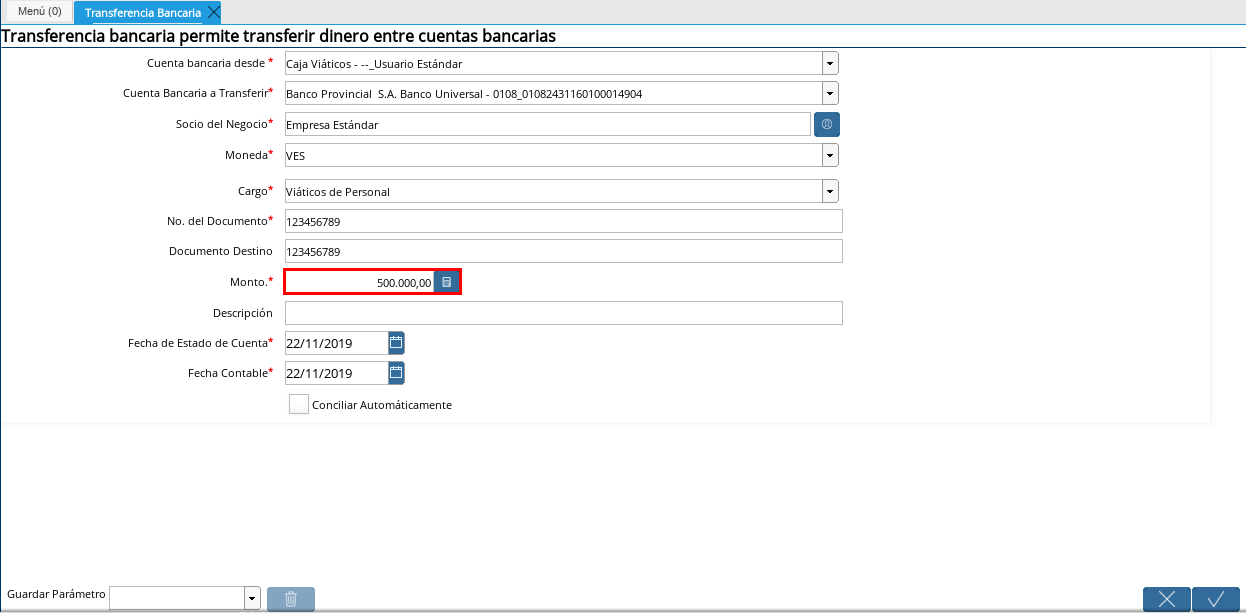 Menú (0) Transferencia Bancaria
Transferencia bancaria permite transferir dinero entre cuentas bancarias
Cuenta bancaria desde * Caja Viáticos - --_Usuario Estándar
Cuenta Bancaria a Transferir* Banco Provincial  S.A. Banco Universal - 0108_01082431160100014904
Socio del Negocio* Empresa Estándar
Moneda* VES
Cargo* Viáticos de Personal
No. del Documento* 123456789
Documento Destino 123456789
Monto.* 500.000,00
Descripción
Fecha de Estado de Cuenta* 22/11/2019
Fecha Contable* 22/11/2019
Conciliar Automáticamente
Guardar Parámetro